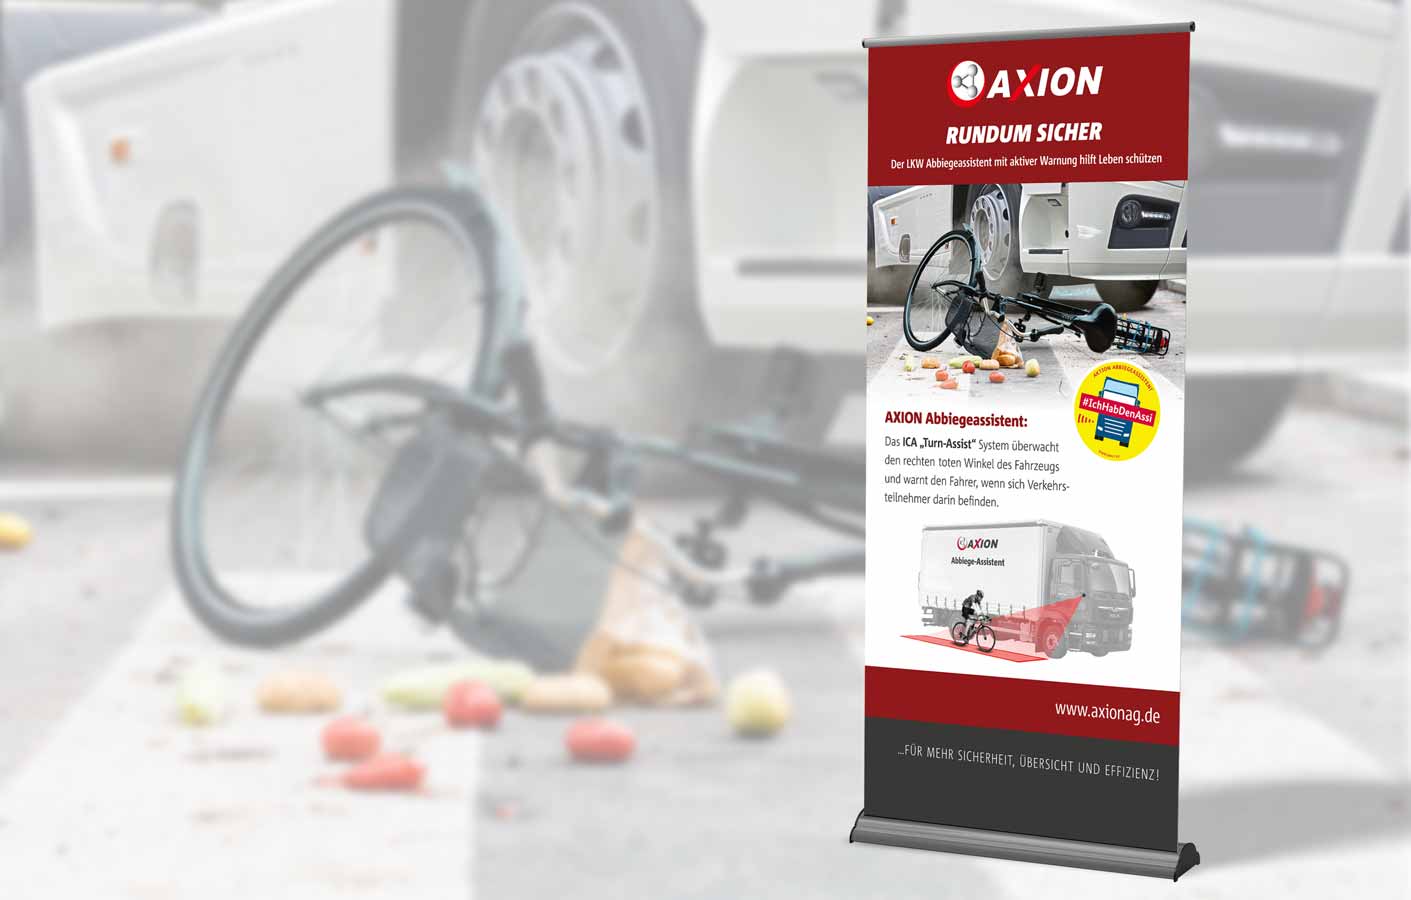 AXION
RUNDUM SICHER
Der LKW Abbiegeassistent mit aktiver Warnung hilft Leben schützen
AKTION ABBIEGEASSISTENT
#IchHabDenAssi
AXION Abbiegeassistent:
Das ICA „Turn-Assist“ System überwacht
den rechten toten Winkel des Fahrzeugs
und warnt den Fahrer, wenn sich Verkehrs-
teilnehmer darin befinden.
AXION
Abbiege-Assistent
www.axionag.de
...FÜR MEHR SICHERHEIT, ÜBERSICHT UND EFFIZIENZ!